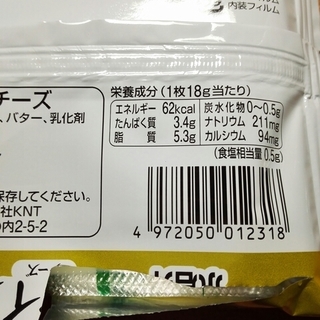 内装フィルム
栄養成分(1枚18g当たり)
エネルギー 62kcal 炭水化物 0～0.5g
たんぱく質 3.4g ナトリウム 211mg
脂質 5.3g カルシウム 94mg
(食塩相当量0.5g)
チーズ
、バター、乳化剤
保存してください。
社KNT
内2-5-2
4 972050 012318